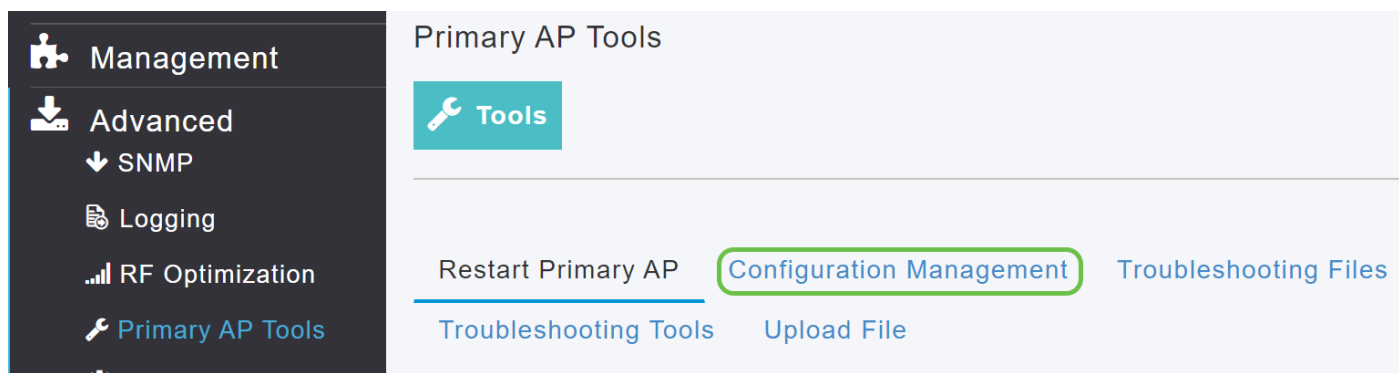 Management
Advanced
SNMP
Logging
RF Optimization
Primary AP Tools
Primary AP Tools
Tools
Restart Primary AP Configuration Management Troubleshooting Files
Troubleshooting Tools Upload File